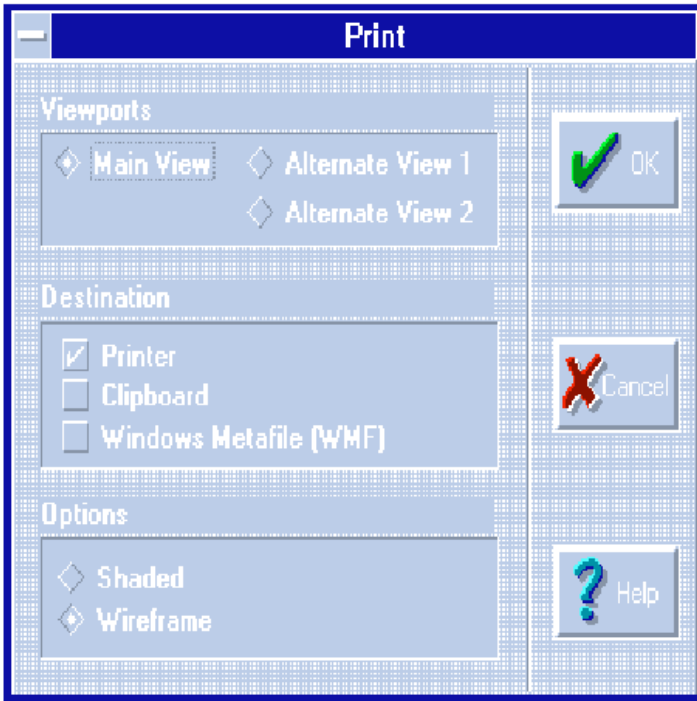 Print
Viewports
Main View
Alternate View 1
Alternate View 2
OK
Destination
Printer
Clipboard
Windows Metafile (WMF)
Cancel
Options
Shaded
Wireframe
Help